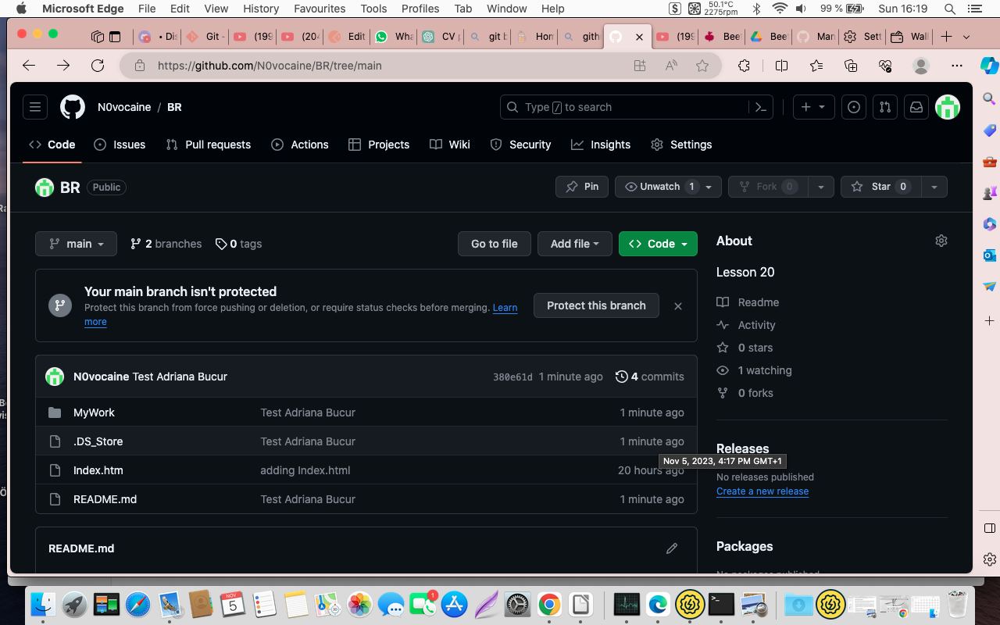 Microsoft Edge File Edit View History Favourites Tools Profiles Tab Window Help
50.1°C
2275rpm
99 %
Sun 16:19
• Dis Git - (199 (204 Edit Wha CV git b Hom gith (199 Bee Beet Man Sett Wall
https://github.com/N0vocaine/BR/tree/main
N0vocaine / BR
Type / to search
Code Issues Pull requests Actions Projects Wiki Security Insights Settings
BR Public
Pin Unwatch 1 Fork 0 Star 0
main 2 branches 0 tags
Go to file Add file Code
Your main branch isn't protected
Protect this branch from force pushing or deletion, or require status checks before merging. Learn
more
Protect this branch
N0vocaine Test Adriana Bucur 380e61d 1 minute ago 4 commits
MyWork Test Adriana Bucur 1 minute ago
.DS_Store Test Adriana Bucur 1 minute ago
Nov 5, 2023, 4:17 PM GMT+1
Index.htm adding Index.html 20 hours ago
README.md Test Adriana Bucur 1 minute ago
README.md
About
Lesson 20
Readme
Activity
0 stars
1 watching
0 forks
Releases
No releases published
Create a new release
Packages
No packages published
NOV
5
1